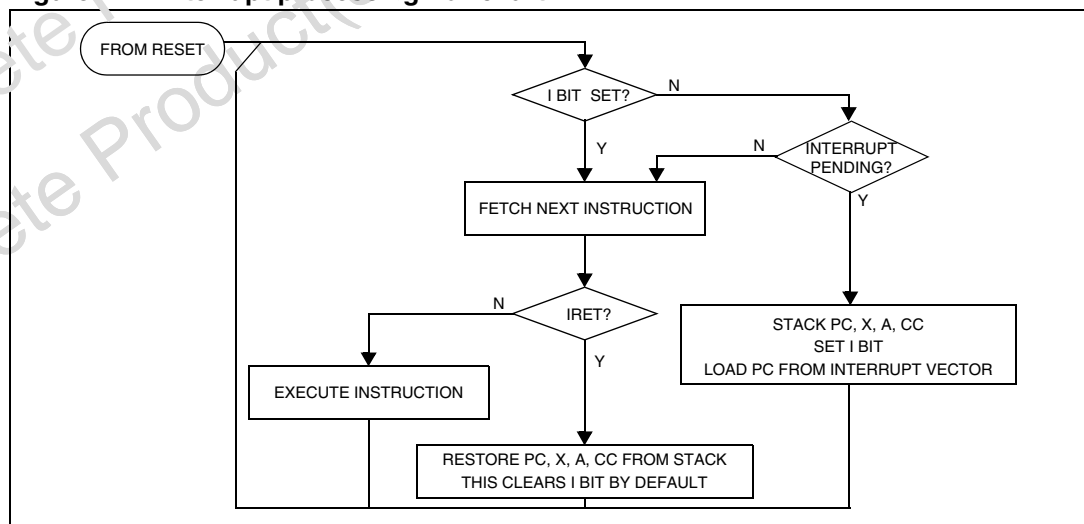 FROM RESET
I BIT SET?
N
Y
N
INTERRUPT
PENDING?
Y
FETCH NEXT INSTRUCTION
N
IRET?
Y
STACK PC, X, A, CC
SET I BIT
LOAD PC FROM INTERRUPT VECTOR
EXECUTE INSTRUCTION
RESTORE PC, X, A, CC FROM STACK
THIS CLEARS I BIT BY DEFAULT